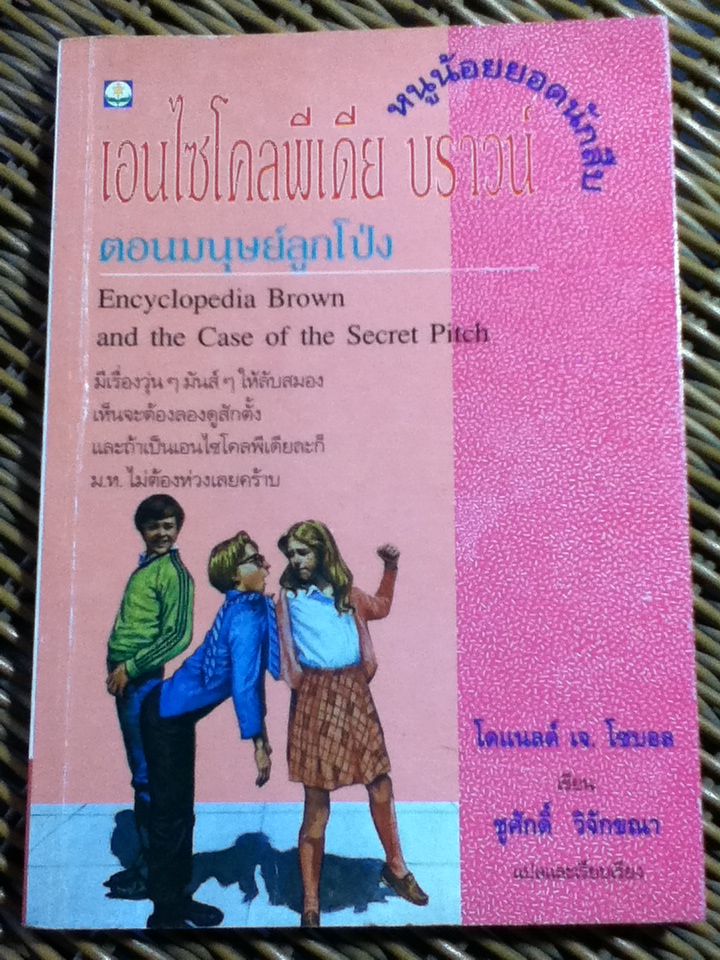 หนูน้อยยอดนักสืบ
เอนไซโคลพีเดีย บราวน์
ตอนมนุษย์ลูกโป่ง
Encyclopedia Brown
and the Case of the Secret Pitch
มีเรื่องวุ่น ๆ มันส์ ๆ ให้ลับสมอง
เห็นจะต้องลองดูสักตั้ง
และถ้าเป็นเอนไซโคลพีเดียละก็
ม.ท. ไม่ต้องห่วงเลยคร้าบ
โดแนลด์ เจ. โซบอล
เขียน
ชูศักดิ์ วิจักขณา
แปลและเรียบเรียง